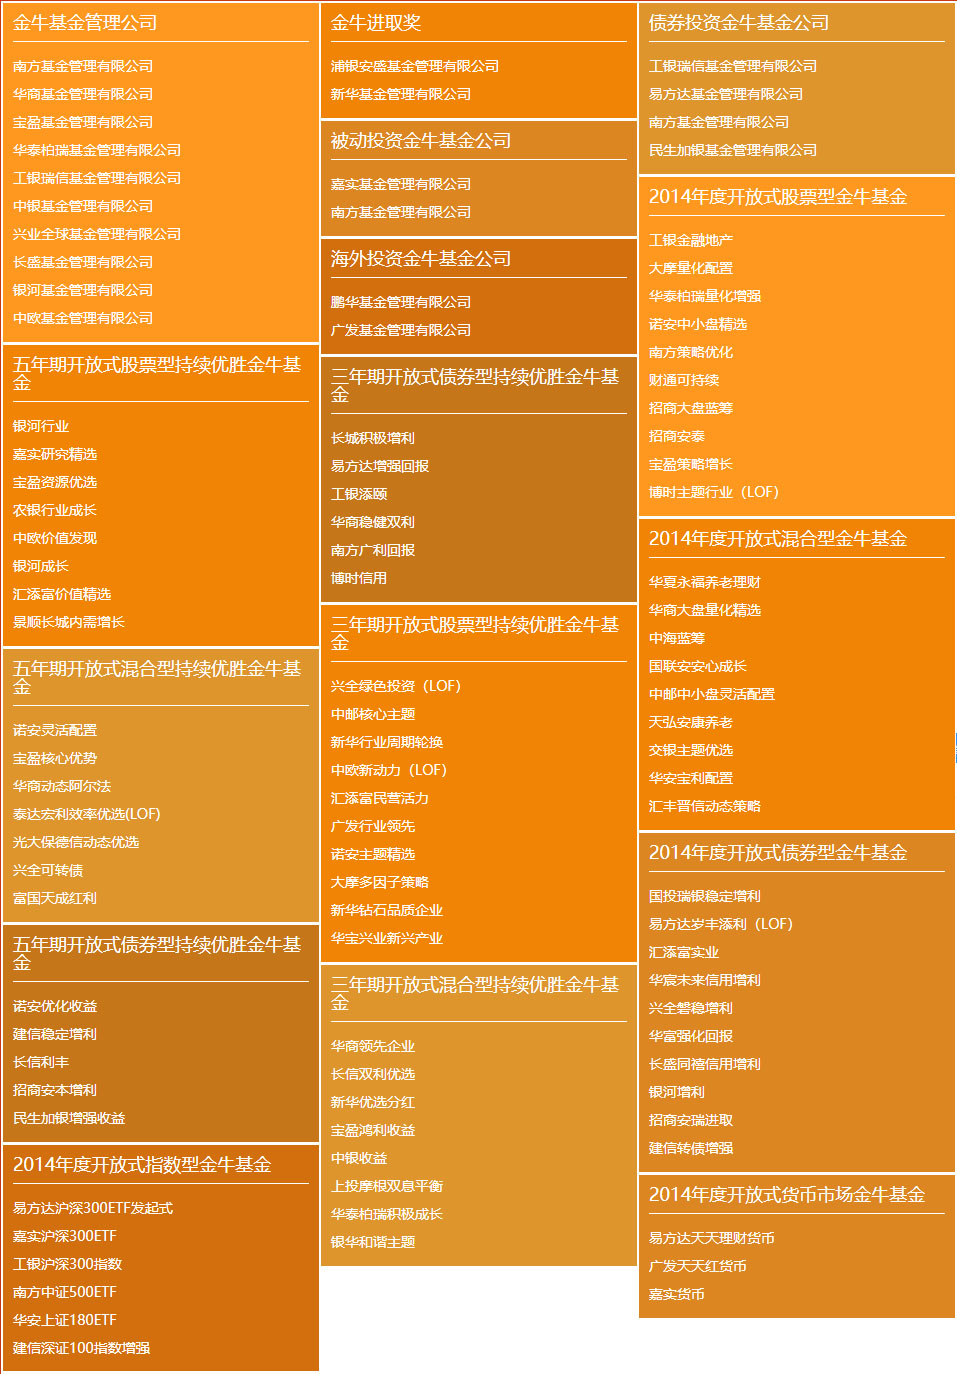 金牛基金管理公司
南方基金管理有限公司
华商基金管理有限公司
宝盈基金管理有限公司
华泰柏瑞基金管理有限公司
工银瑞信基金管理有限公司
中银基金管理有限公司
兴业全球基金管理有限公司
长盛基金管理有限公司
银河基金管理有限公司
中欧基金管理有限公司
五年期开放式股票型持续优胜金牛基
金
银河行业
嘉实研究精选
宝盈资源优选
农银行业成长
中欧价值发现
银河成长
汇添富价值精选
景顺长城内需增长
五年期开放式混合型持续优胜金牛基
金
诺安灵活配置
宝盈核心优势
华商动态阿尔法
泰达宏利效率优选(LOF)
光大保德信动态优选
兴全可转债
富国天成红利
五年期开放式债券型持续优胜金牛基
金
诺安优化收益
建信稳定增利
长信利丰
招商安本增利
民生加银增强收益
2014年度开放式指数型金牛基金
易方达沪深300ETF发起式
嘉实沪深300ETF
工银沪深300指数
南方中证500ETF
华安上证180ETF
建信深证100指数增强
金牛进取奖
浦银安盛基金管理有限公司
新华基金管理有限公司
被动投资金牛基金公司
嘉实基金管理有限公司
南方基金管理有限公司
海外投资金牛基金公司
鹏华基金管理有限公司
广发基金管理有限公司
三年期开放式债券型持续优胜金牛基
金
长城积极增利
易方达增强回报
工银添颐
华商稳健双利
南方广利回报
博时信用
三年期开放式股票型持续优胜金牛基
金
兴全绿色投资（LOF）
中邮核心主题
新华行业周期轮换
中欧新动力（LOF）
汇添富民营活力
广发行业领先
诺安主题精选
大摩多因子策略
新华钻石品质企业
华宝兴业新兴产业
三年期开放式混合型持续优胜金牛基
金
华商领先企业
长信双利优选
新华优选分红
宝盈鸿利收益
中银收益
上投摩根双息平衡
华泰柏瑞积极成长
银华和谐主题
债券投资金牛基金公司
工银瑞信基金管理有限公司
易方达基金管理有限公司
南方基金管理有限公司
民生加银基金管理有限公司
2014年度开放式股票型金牛基金
工银金融地产
大摩量化配置
华泰柏瑞量化增强
诺安中小盘精选
南方策略优化
财通可持续
招商大盘蓝筹
招商安泰
宝盈策略增长
博时主题行业（LOF）
2014年度开放式混合型金牛基金
华夏永福养老理财
华商大盘量化精选
中海蓝筹
国联安安心成长
中邮中小盘灵活配置
天弘安康养老
交银主题优选
华安宝利配置
汇丰晋信动态策略
2014年度开放式债券型金牛基金
国投瑞银稳定增利
易方达岁丰添利（LOF）
汇添富实业
华宸未来信用增利
兴全磐稳增利
华富强化回报
长盛同禧信用增利
银河增利
招商安瑞进取
建信转债增强
2014年度开放式货币市场金牛基金
易方达天天理财货币
广发天天红货币
嘉实货币